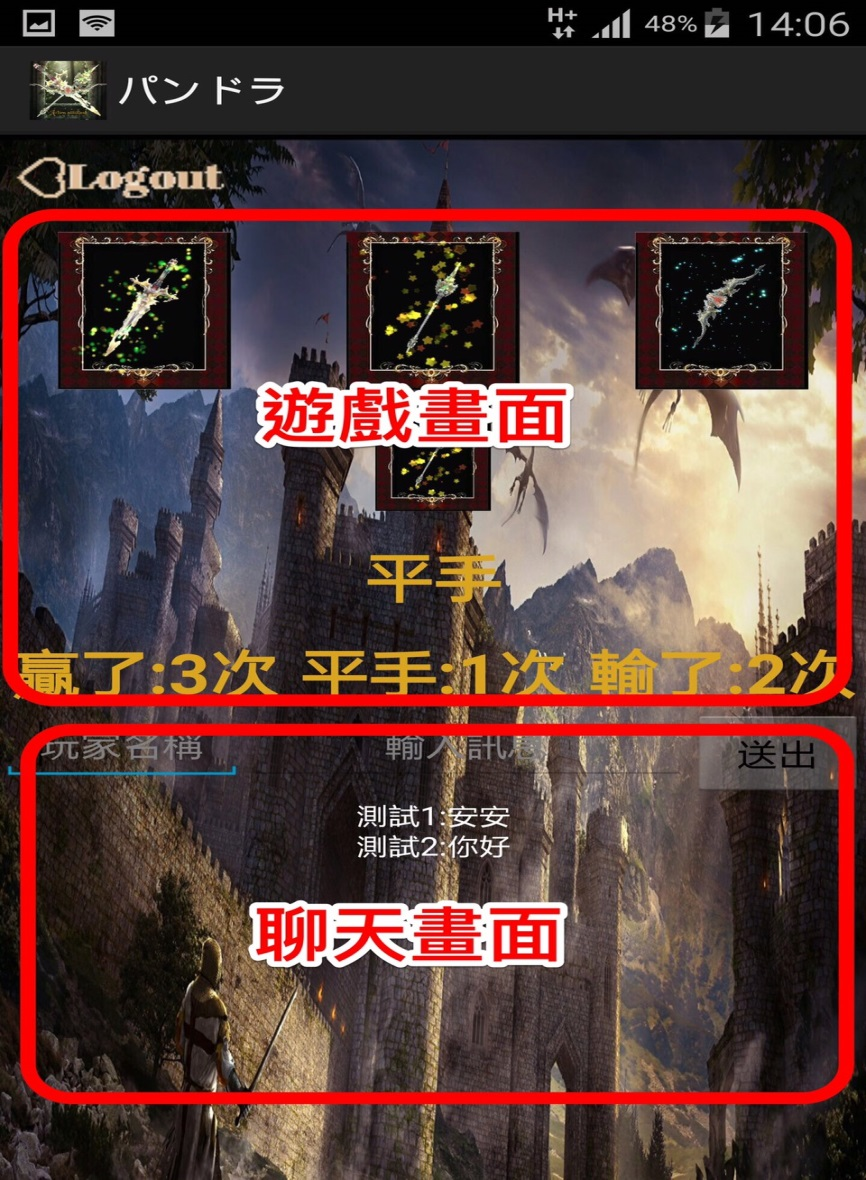 H+ 48% 14:06
パンドラ
Logout
遊戲畫面
平手
贏了:3次 平手:1次 輸了:2次
玩家名稱 輸入訊息 送出
測試1:安安
測試2:你好
聊天畫面